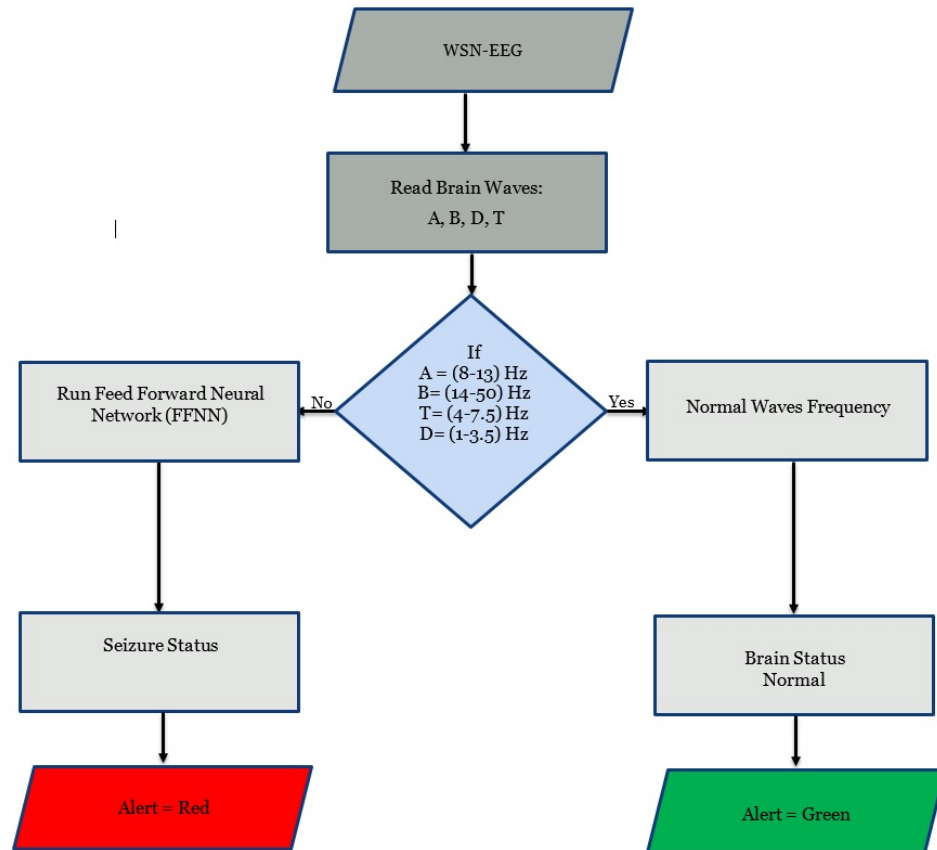 WSN-EEG
Read Brain Waves:
A, B, D, T
If
A = (8-13) Hz
B= (14-50) Hz
T= (4-7.5) Hz
D= (1-3.5) Hz
No
Yes
Run Feed Forward Neural
Network (FFNN)
Normal Waves Frequency
Seizure Status
Brain Status
Normal
Alert = Red
Alert = Green